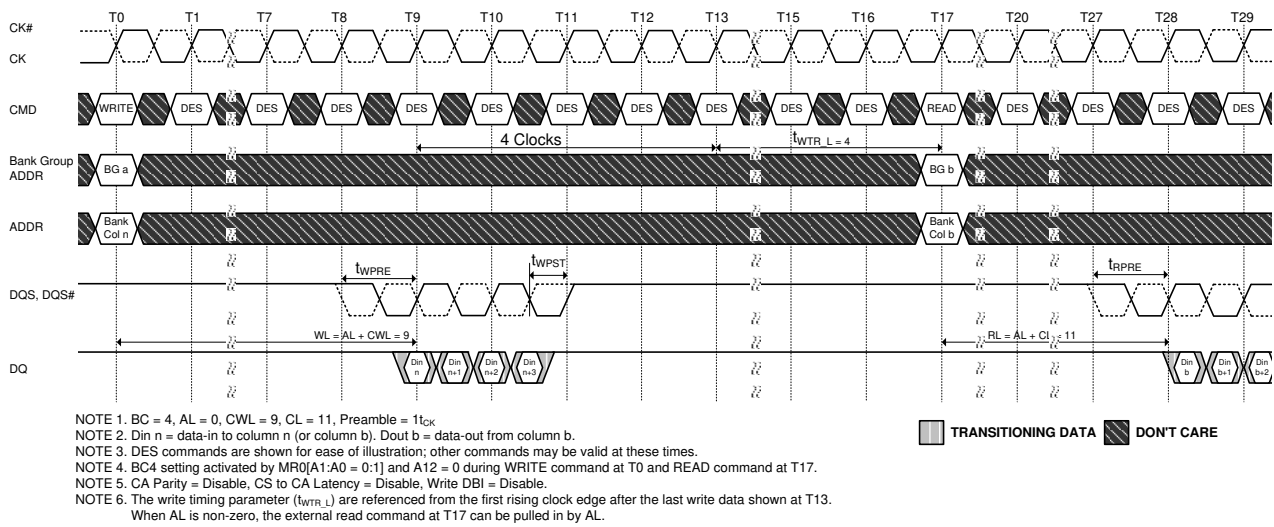 T0 T1 T7 T8 T9 T10 T11 T12 T13 T14 T15 T16 T17 T20 T27 T28 T29
CK#
CK
CMD WRITE DES DES DES DES DES DES DES DES DES DES READ DES DES DES DES
4 Clocks tWTR_L = 4
Bank Group
ADDR
BG a BG b
ADDR
Bank
Col n
Bank
Col b
tWPRE tWPST tRPRE
DQS, DQS#
WL = AL + CWL = 9 RL = AL + CL = 11
DQ
Din
n
Din
n+1
Din
n+2
Din
n+3
Din
b
Din
b+1
Din
b+2
NOTE 1. BC = 4, AL = 0, CWL = 9, CL = 11, Preamble = 1tCK
NOTE 2. Din n = data-in to column n (or column b). Dout b = data-out from column b.
NOTE 3. DES commands are shown for ease of illustration; other commands may be valid at these times.
NOTE 4. BC4 setting activated by MR0[A1:A0 = 0:1] and A12 = 0 during WRITE command at T0 and READ command at T17.
NOTE 5. CA Parity = Disable, CS to CA Latency = Disable, Write DBI = Disable.
NOTE 6. The write timing parameter (tWTR_L) are referenced from the first rising clock edge after the last write data shown at T13.
When AL is non-zero, the external read command at T17 can be pulled in by AL.
TRANSITIONING DATA DON'T CARE